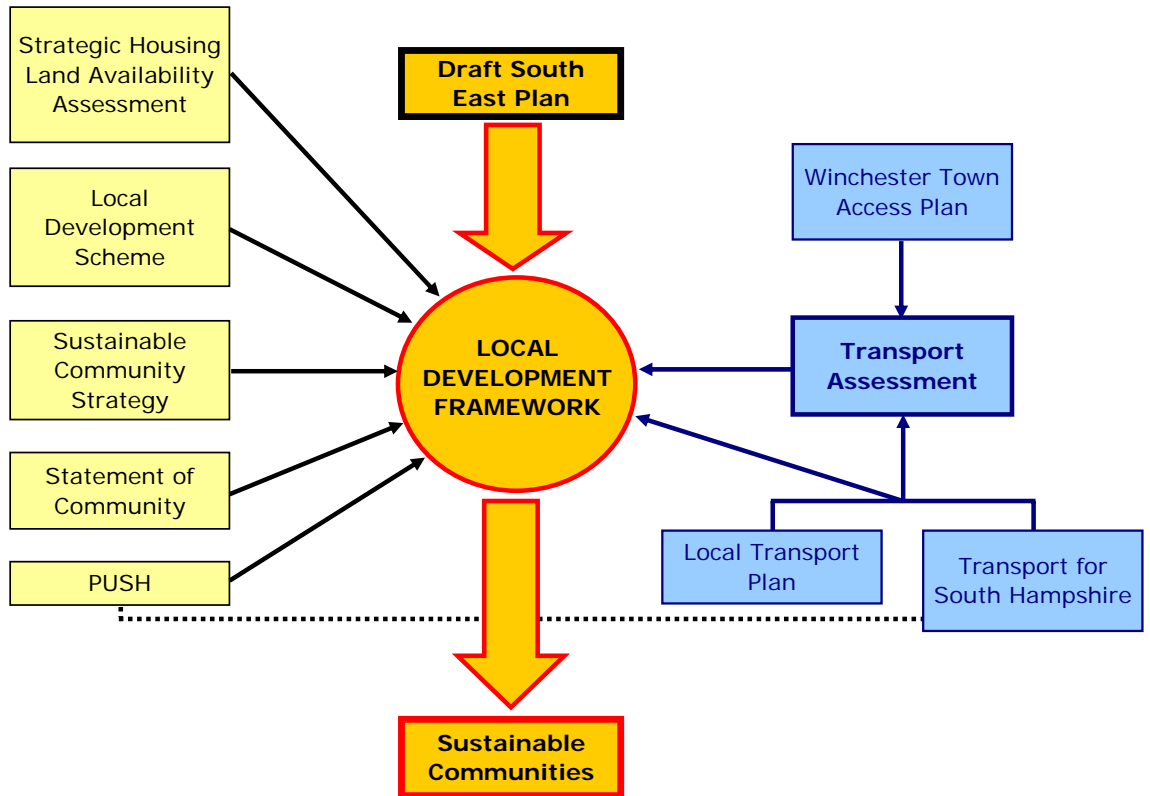 Strategic Housing
Land Availability
Assessment
Draft South
East Plan
Winchester Town
Access Plan
Local
Development
Scheme
Sustainable
Community
Strategy
LOCAL
DEVELOPMENT
FRAMEWORK
Transport
Assessment
Statement of
Community
PUSH
Local Transport
Plan
Transport for
South Hampshire
Sustainable
Communities